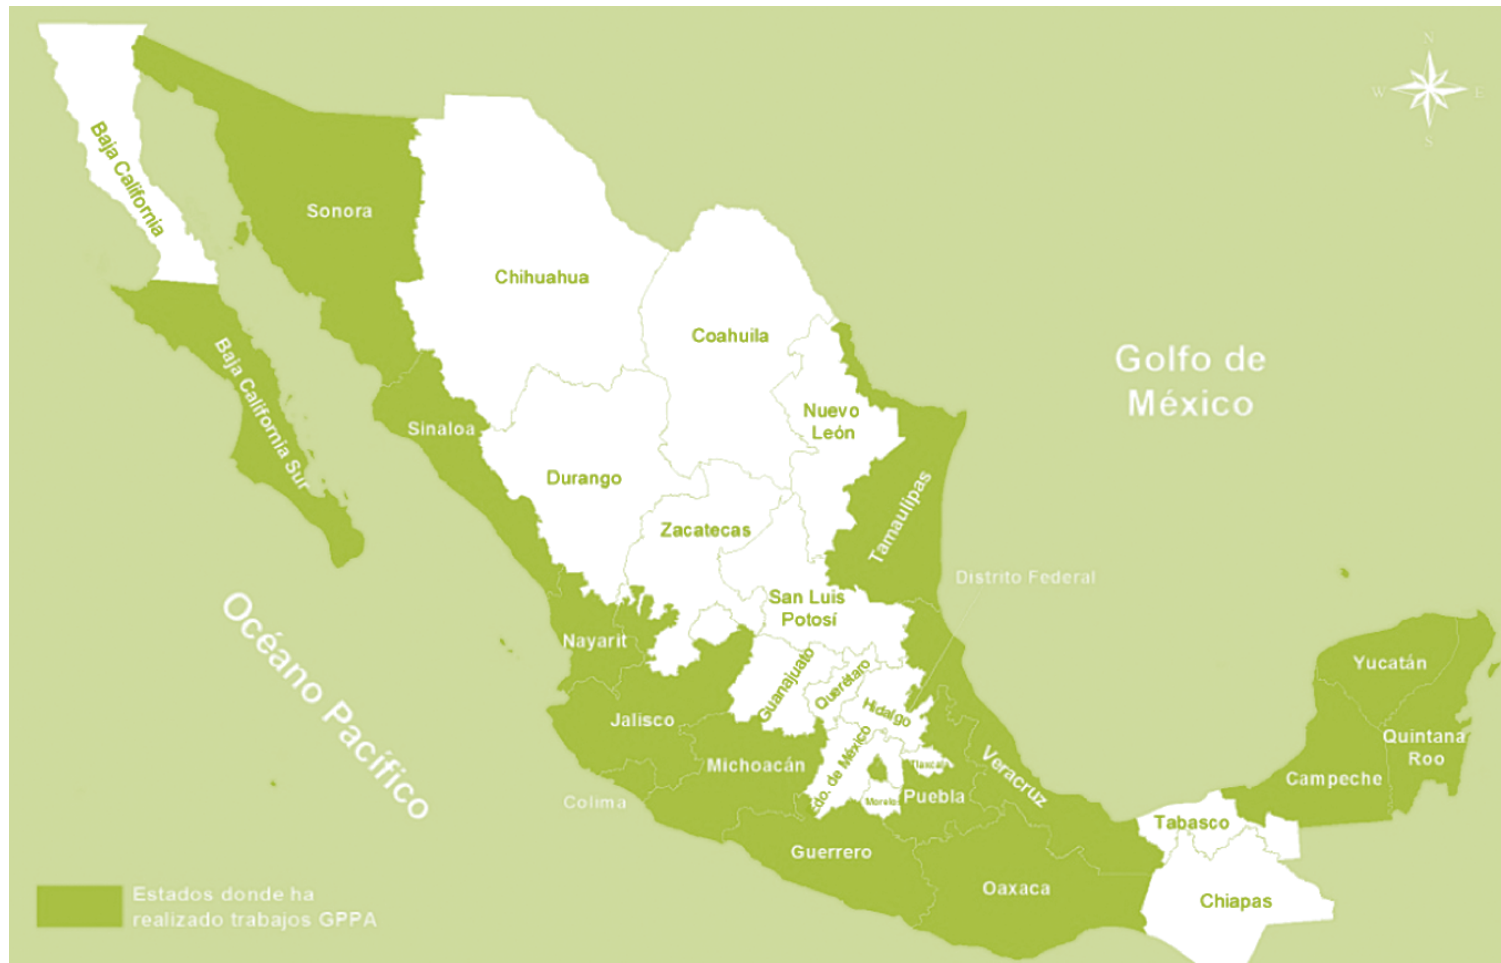 N
W
E
S
Baja California
Sonora
Chihuahua
Coahuila
Golfo de
México
Baja California Sur
Sinaloa
Nuevo
León
Durango
Zacatecas
Tamaulipas
Distrito Federal
San Luis
Potosí
Nayarit
Guanajuato
Querétaro
Hidalgo
Yucatán
Océano Pacífico
Jalisco
Michoacán
Edo. de México
Tlaxcala
Veracruz
Quintana
Roo
Campeche
Colima
Morelos
Puebla
Tabasco
Guerrero
Oaxaca
Chiapas
Estados donde ha
realizado trabajos GPPA